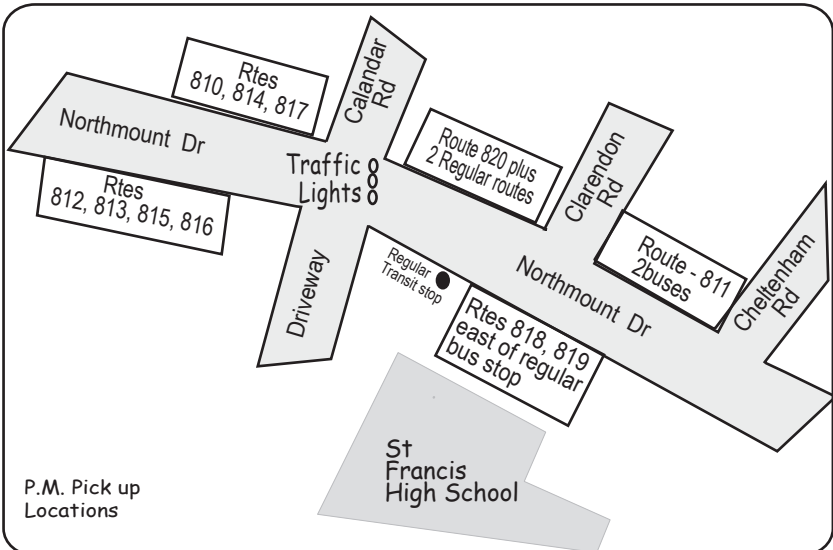 Rtes
810, 814, 817
Calandar
Rd
Northmount Dr
Rtes
812, 813, 815, 816
Traffic
Lights
Route 820 plus
2 Regular routes
Clarendon
Rd
Route - 811
2buses
Cheltenham
Rd
Driveway
Regular
Transit stop
Northmount Dr
Rtes 818, 819
east of regular
bus stop
St
Francis
High School
P.M. Pick up
Locations